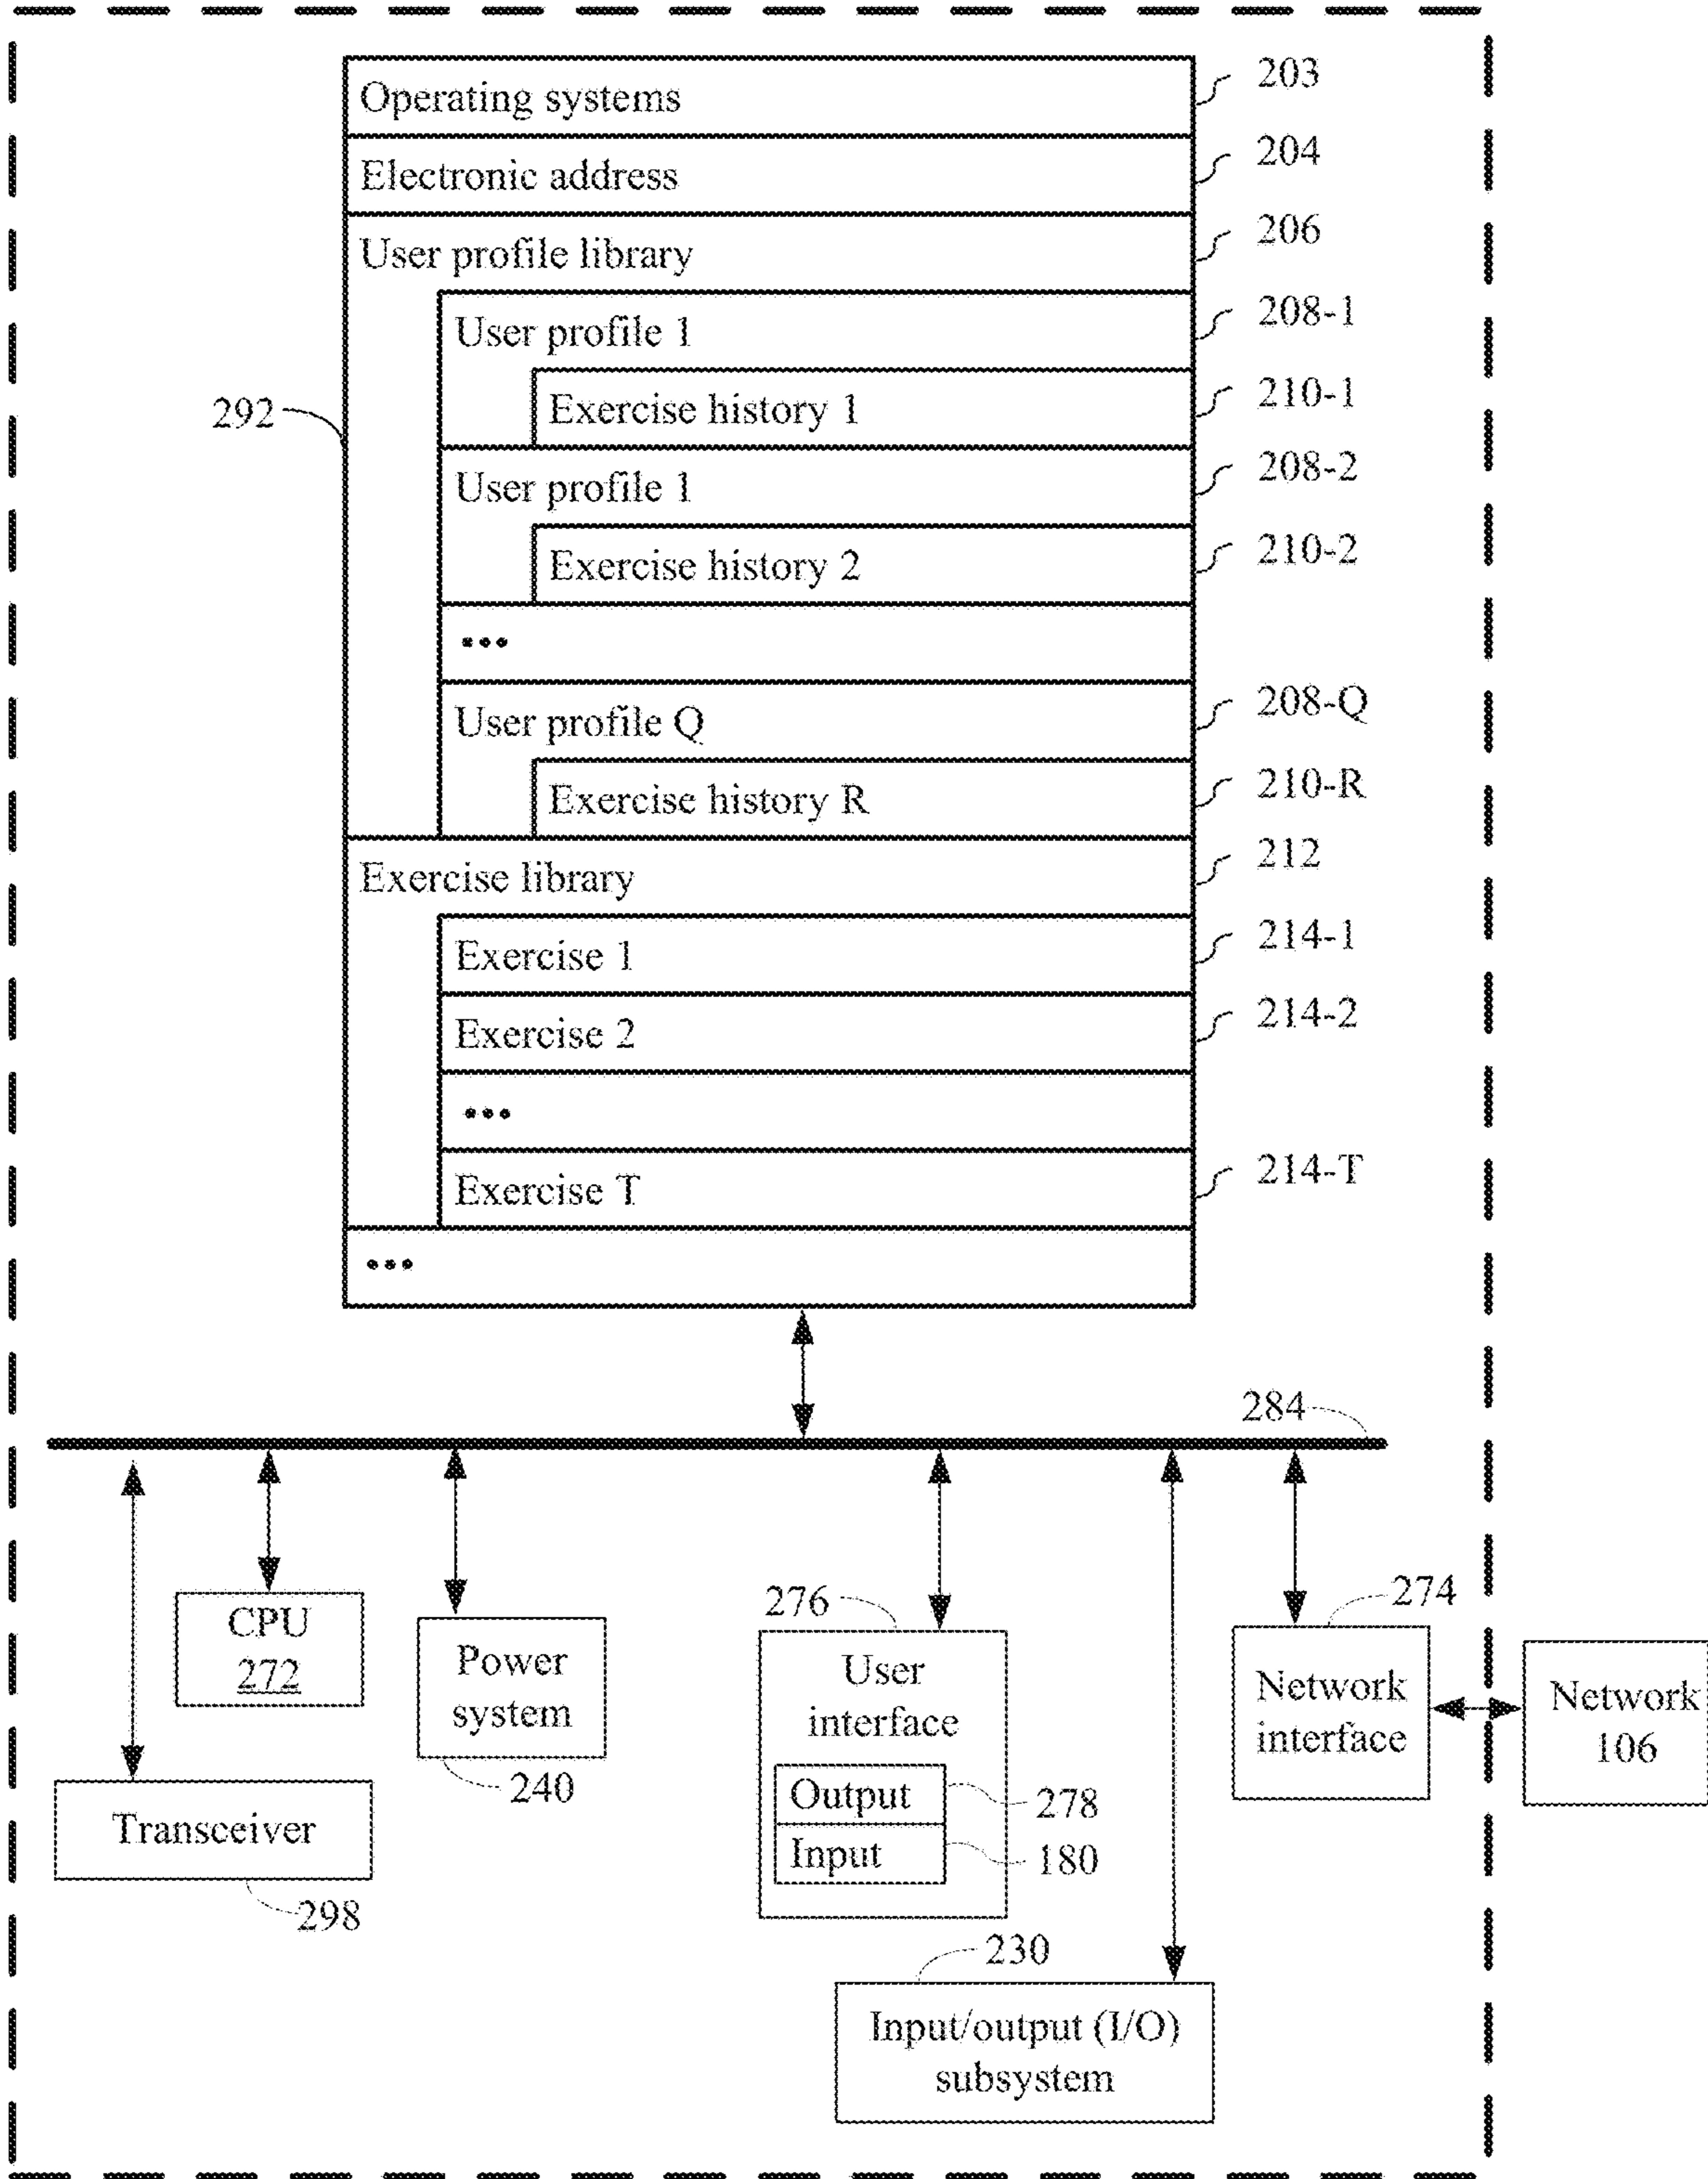 Operating systems 203
Electronic address 204
User profile library 206
User profile 1 208-1
Exercise history 1 210-1
292
User profile 1 208-2
Exercise history 2 210-2
•••
User profile Q 208-Q
Exercise history R 210-R
Exercise library 212
Exercise 1 214-1
Exercise 2 214-2
•••
Exercise T 214-T
•••
284
CPU
272
Power
system
240
Transceiver
298
276
User
interface
Output 278
Input 180
274
Network
interface
Network
106
230
Input/output (I/O)
subsystem